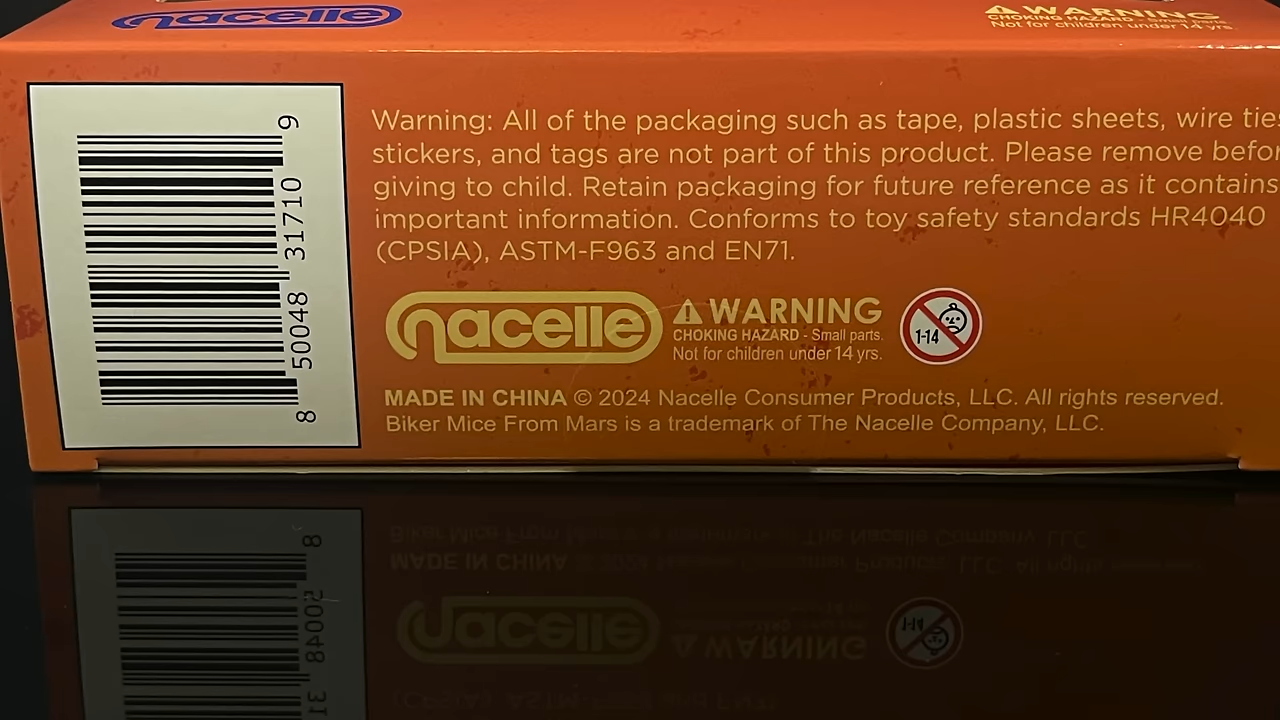 nacelle
WARNING
CHOKING HAZARD - Small parts.
Not for children under 14 yrs.
8 50048 31710 9
Warning: All of the packaging such as tape, plastic sheets, wire
stickers, and tags are not part of this product. Please remove
giving to child. Retain packaging for future reference as it contains
important information. Conforms to toy safety standards HR4040
(CPSIA), ASTM-F963 and EN71.
nacelle
WARNING
CHOKING HAZARD - Small parts.
Not for children under 14 yrs.
1-14
MADE IN CHINA © 2024 Nacelle Consumer Products, LLC. All rights reserved.
Biker Mice From Mars is a trademark of The Nacelle Company, LLC.